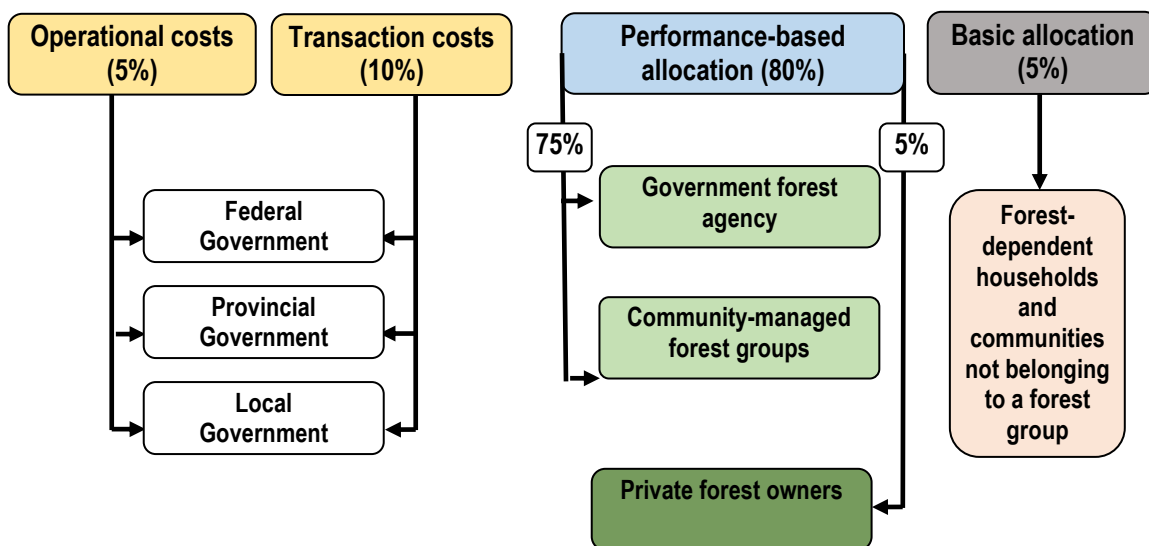 Operational costs
(5%)
Transaction costs
(10%)
Performance-based
allocation (80%)
Basic allocation
(5%)
75%
5%
Federal
Government
Provincial
Government
Local
Government
Government forest
agency
Community-managed
forest groups
Private forest owners
Forest-
dependent
households
and
communities
not belonging
to a forest
group